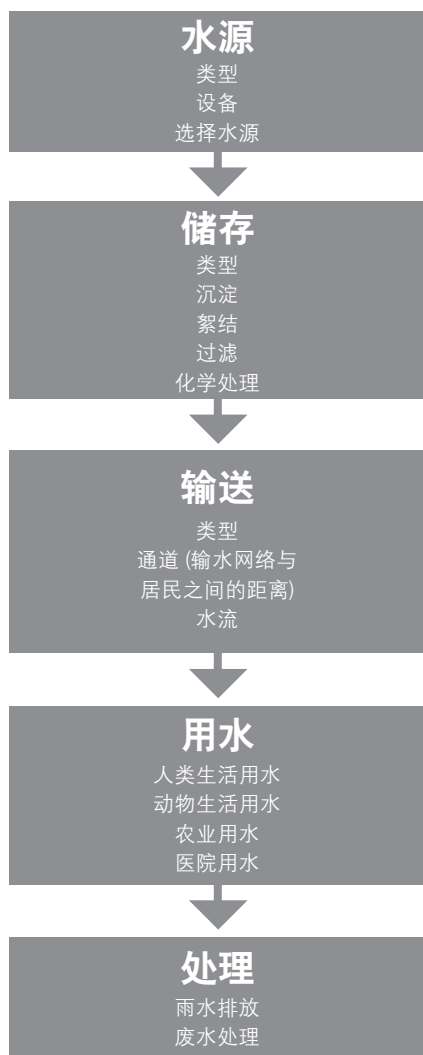 水源
类型
设备
选择水源
储存
类型
沉淀
絮结
过滤
化学处理
输送
类型
通道 (输水网络与
居民之间的距离)
水流
用水
人类生活用水
动物生活用水
农业用水
医院用水
处理
雨水排放
废水处理